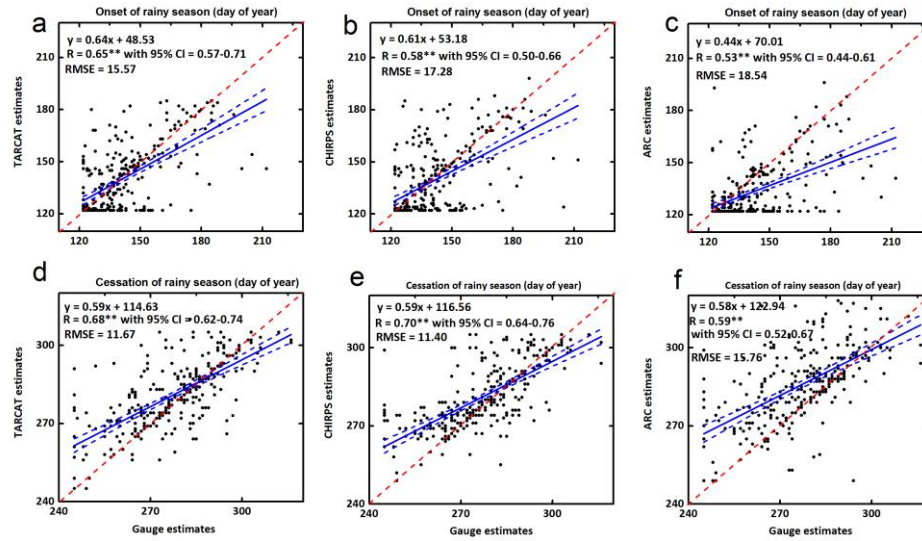 a
Onset of rainy season (day of year)
y = 0.64x + 48.53
R = 0.65** with 95% CI = 0.57-0.71
RMSE = 15.57
210
180
150
120
TARCAT estimates
120 150 180 210
b
Onset of rainy season (day of year)
y = 0.61x + 53.18
R = 0.58** with 95% CI = 0.50-0.66
RMSE = 17.28
210
180
150
120
CHIRPS estimates
120 150 180 210
c
Onset of rainy season (day of year)
y = 0.44x + 70.01
R = 0.53** with 95% CI = 0.44-0.61
RMSE = 18.54
210
180
150
120
ARC estimates
120 150 180 210
d
Cessation of rainy season (day of year)
y = 0.59x + 114.63
R = 0.68** with 95% CI = 0.62-0.74
RMSE = 11.67
300
270
240
TARCAT estimates
240 270 300
Gauge estimates
e
Cessation of rainy season (day of year)
y = 0.59x + 116.56
R = 0.70** with 95% CI = 0.64-0.76
RMSE = 11.40
300
270
240
CHIRPS estimates
240 270 300
Gauge estimates
f
Cessation of rainy season (day of year)
y = 0.58x + 122.94
R = 0.59**
with 95% CI = 0.52-0.67
RMSE = 15.76
300
270
240
ARC estimates
240 270 300
Gauge estimates